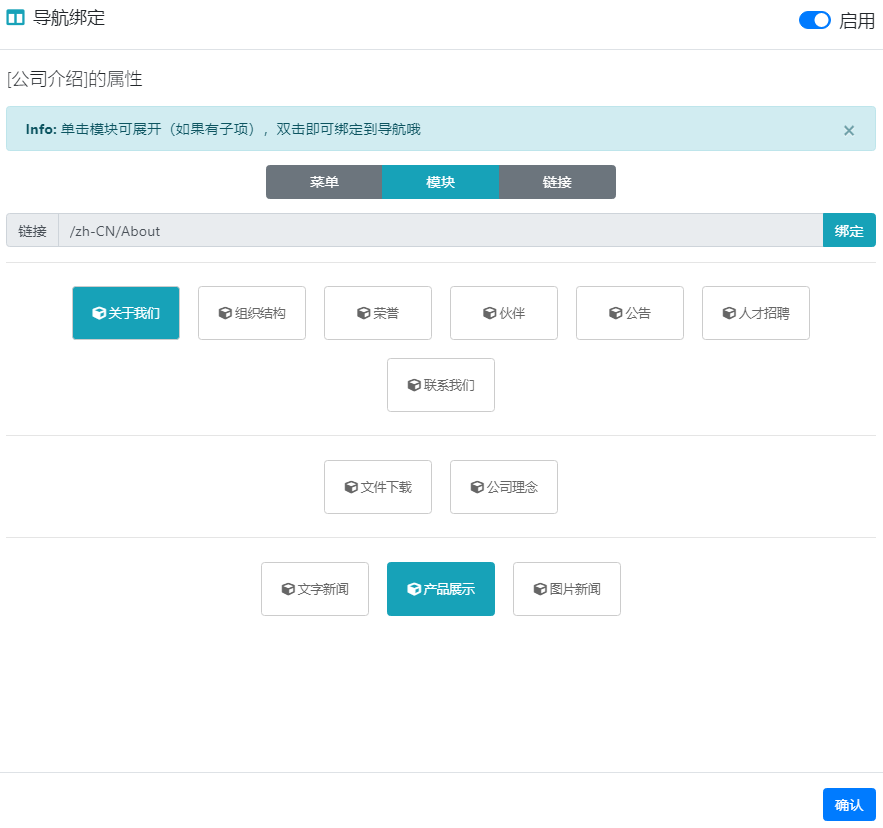 导航绑定
启用
[公司介绍]的属性
Info: 单击模块可展开（如果有子项），双击即可绑定到导航哦
×
菜单 模块 链接
链接 /zh-CN/About 绑定
关于我们 组织结构 荣誉 伙伴 公告 人才招聘
联系我们
文件下载 公司理念
文字新闻 产品展示 图片新闻
确认